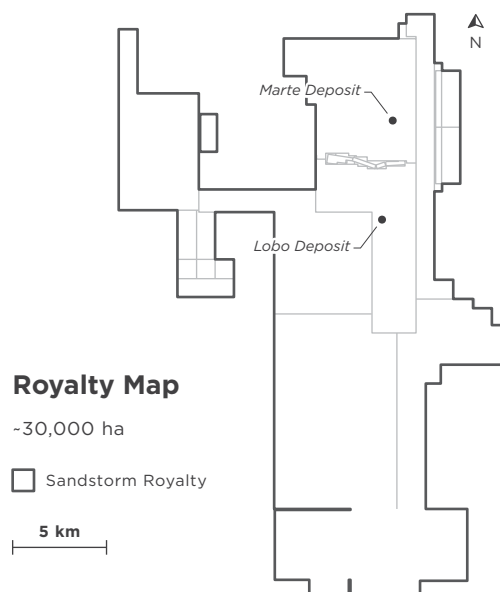 N
Marte Deposit
Lobo Deposit
Royalty Map
~30,000 ha
Sandstorm Royalty
5 km